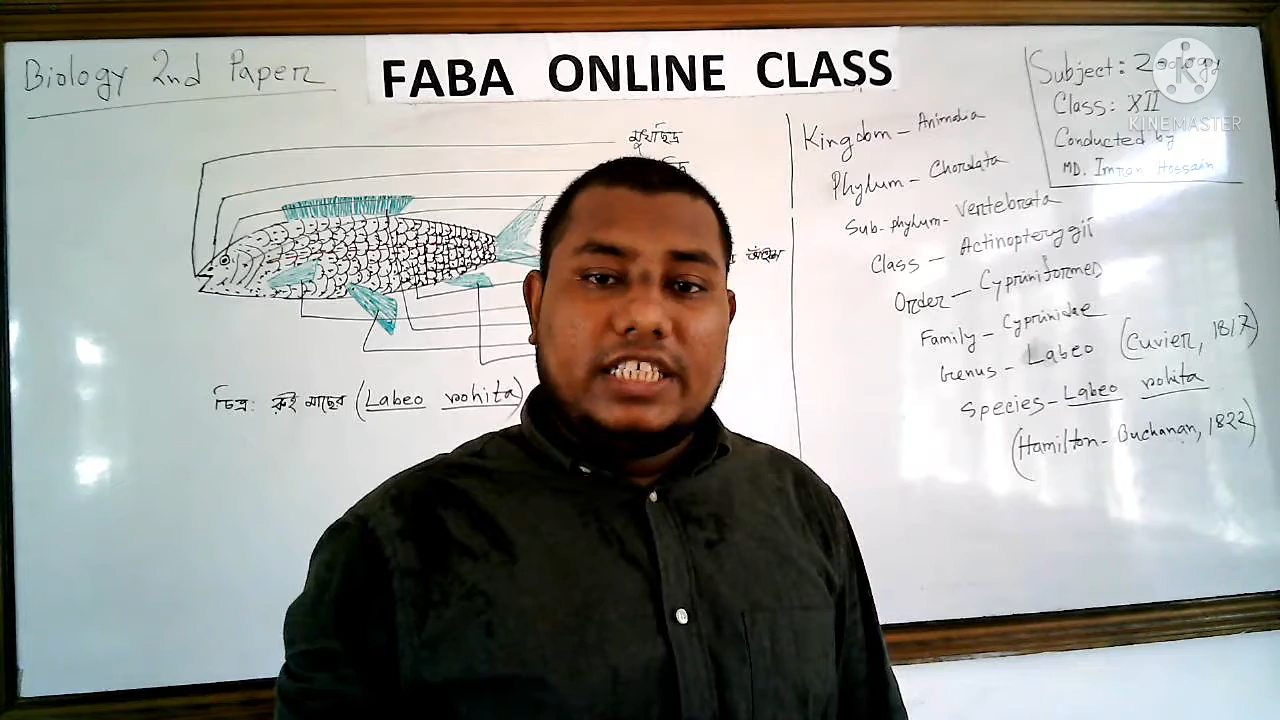 Biology 2nd Paper
FABA ONLINE CLASS
Subject: Zoology
Class: XII
Conducted by
MD. Imran Hossain
KINEMASTER
মুখছিদ্র
আঁইশ
চিত্র: রুই মাছের (Labeo rohita)
Kingdom - Animalia
Phylum - Chordata
Sub-phylum - Vertebrata
Class - Actinopterygii
Order - Cypriniformes
Family - Cyprinidae
Genus - Labeo (Cuvier, 1817)
Species - Labeo rohita
(Hamilton-Buchanan, 1822)